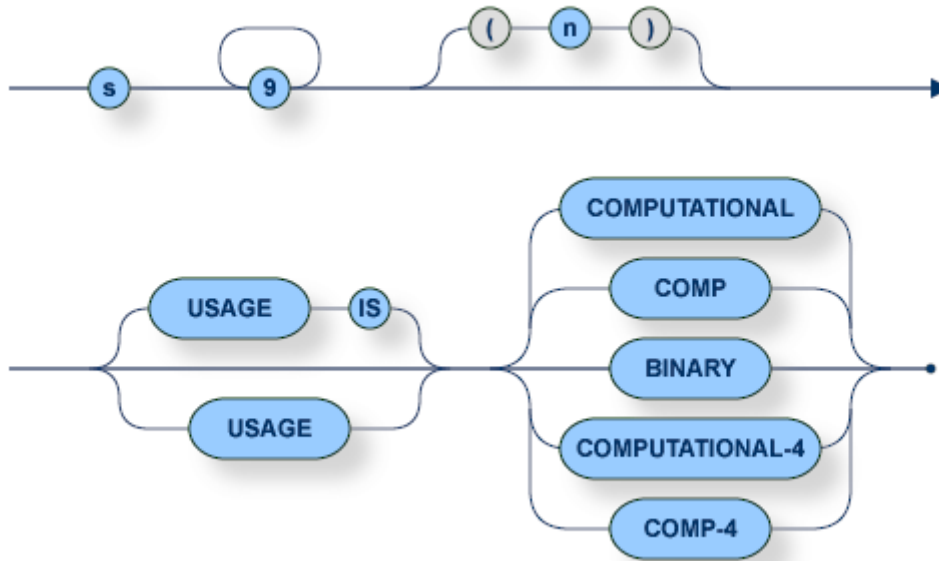 ( n )
s 9
COMPUTATIONAL
USAGE IS COMP
BINARY
USAGE
COMPUTATIONAL-4
COMP-4